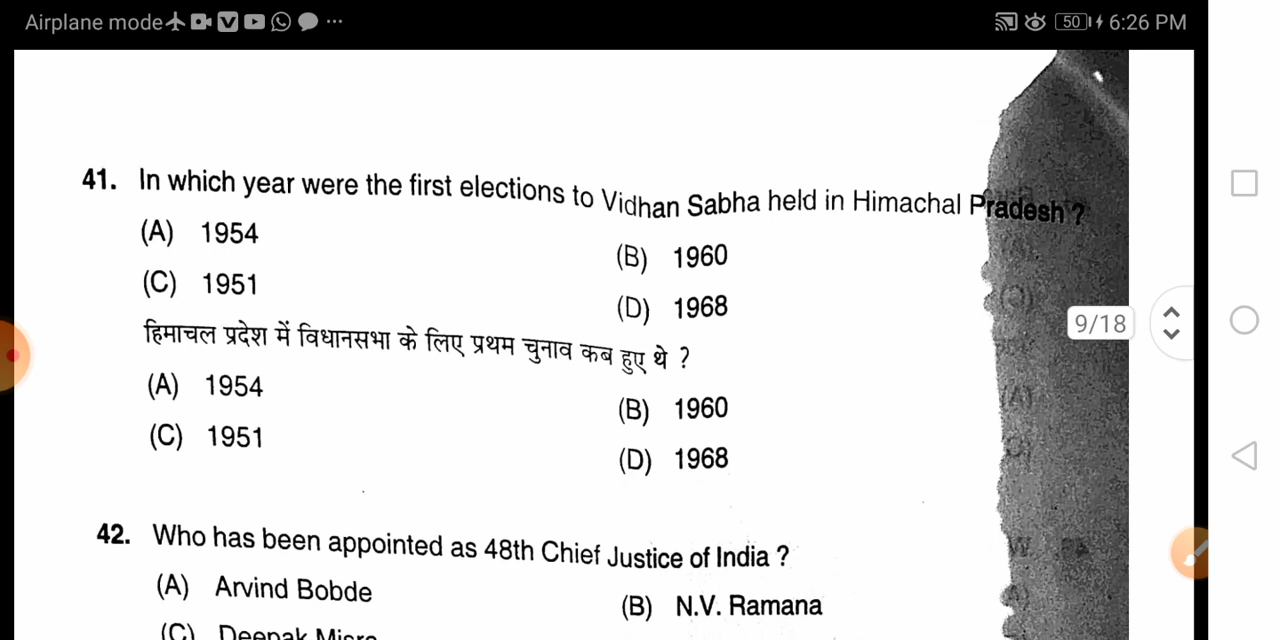 Airplane mode ... 50 6:26 PM
41. In which year were the first elections to Vidhan Sabha held in Himachal Pradesh ?
(A) 1954
(B) 1960
(C) 1951
(D) 1968
हिमाचल प्रदेश में विधानसभा के लिए प्रथम चुनाव कब हुए थे ?
(A) 1954
(B) 1960
(C) 1951
(D) 1968
9/18
42. Who has been appointed as 48th Chief Justice of India ?
(A) Arvind Bobde
(B) N.V. Ramana
(C) Deepak Misra